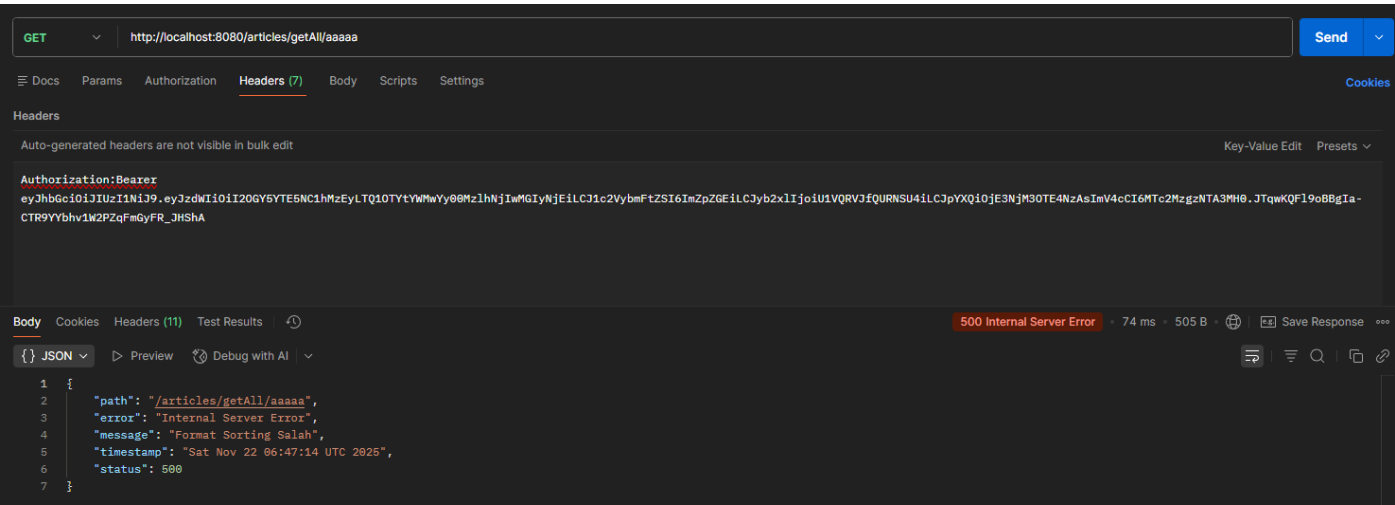 GET http://localhost:8080/articles/getAll/aaaaa Send
Docs Params Authorization Headers (7) Body Scripts Settings Cookies
Headers
Auto-generated headers are not visible in bulk edit Key-Value Edit Presets
Authorization:Bearer
eyJhbGciOiJIUzI1NiJ9.eyJzdWIiOiI2OGY5YTE5NC1hMzEyLTQ1OTYtYWMwYy00MzlhNjIwMGIyNjEiLCJ1c2VybmFtZSI6ImZpZGEiLCJyb2xlIjoiU1VQRVJfQURNSU4iLCJpYXQiOjE3NjM3OTE4NzAsImV4cCI6MTc2MzgzNTA3MH0.JTqwKQFl9oBBgIa-
CTR9YYbhv1W2PZqFmGyFR_JHShA
Body Cookies Headers (11) Test Results 500 Internal Server Error 74 ms 505 B e.g. Save Response
{} JSON Preview Debug with AI
1 {
2 "path": "/articles/getAll/aaaaa",
3 "error": "Internal Server Error",
4 "message": "Format Sorting Salah",
5 "timestamp": "Sat Nov 22 06:47:14 UTC 2025",
6 "status": 500
7 }